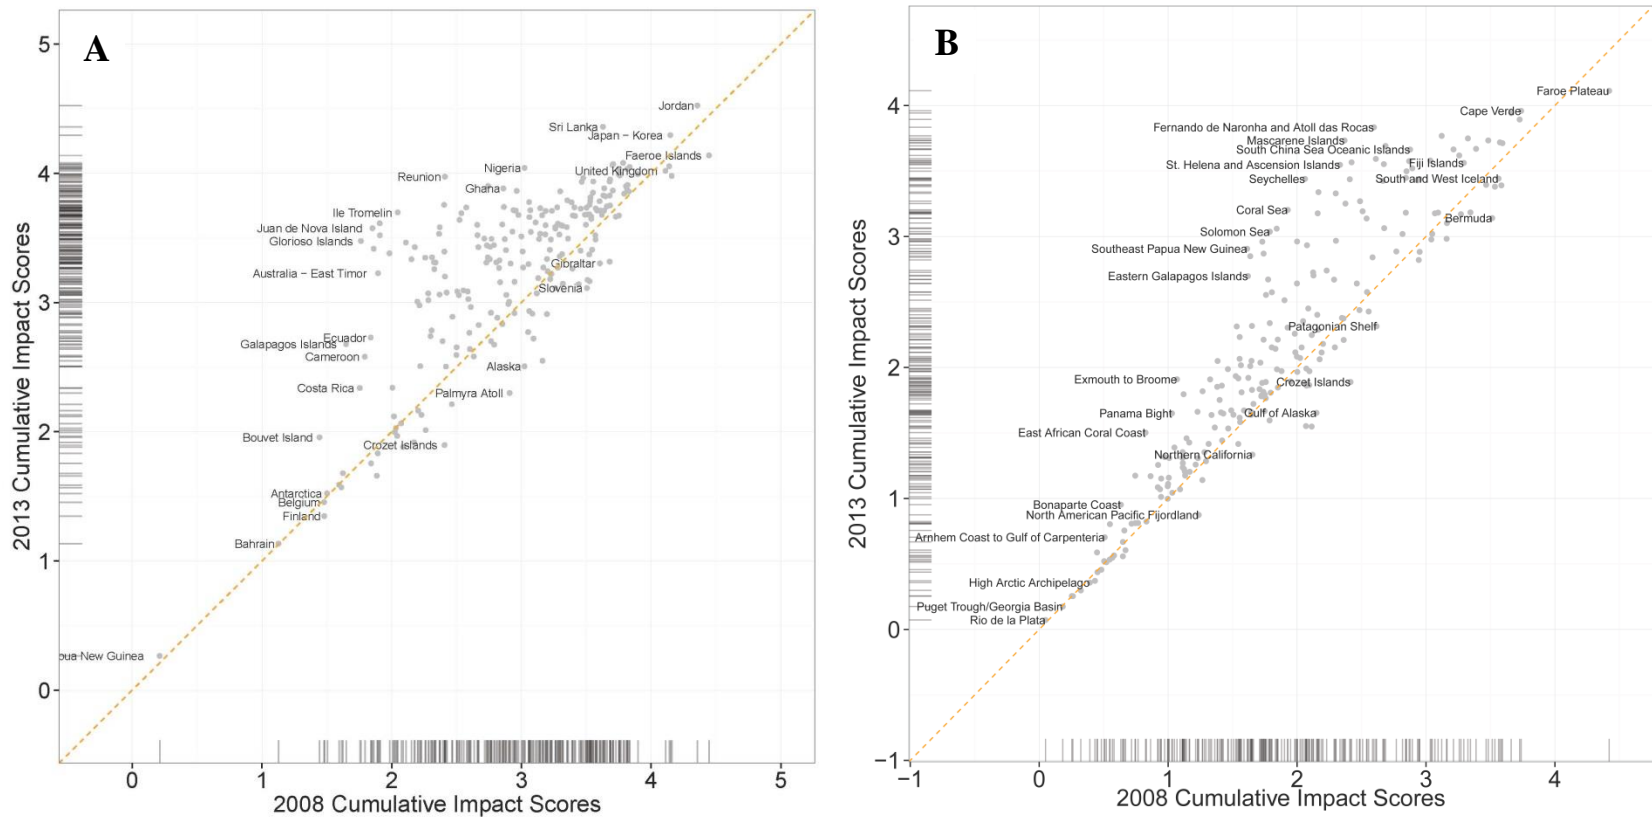 A
5
4
3
2
1
0
0
1
2
3
4
5
2013 Cumulative Impact Scores
2008 Cumulative Impact Scores
Jordan
Sri Lanka
Japan − Korea
Faeroe Islands
Nigeria
United Kingdom
Reunion
Ghana
Ile Tromelin
Juan de Nova Island
Glorioso Islands
Gibraltar
Australia − East Timor
Slovenia
Ecuador
Galapagos Islands
Cameroon
Alaska
Costa Rica
Palmyra Atoll
Bouvet Island
Crozet Islands
Antarctica
Belgium
Finland
Bahrain
pua New Guinea
B
4
3
2
1
0
−1
−1
0
1
2
3
4
2013 Cumulative Impact Scores
2008 Cumulative Impact Scores
Faroe Plateau
Cape Verde
Fernando de Naronha and Atoll das Rocas
Mascarene Islands
South China Sea Oceanic Islands
St. Helena and Ascension Islands
Fiji Islands
Seychelles
South and West Iceland
Coral Sea
Bermuda
Solomon Sea
Southeast Papua New Guinea
Eastern Galapagos Islands
Patagonian Shelf
Exmouth to Broome
Crozet Islands
Panama Bight
Gulf of Alaska
East African Coral Coast
Northern California
Bonaparte Coast
North American Pacific Fijordland
Arnhem Coast to Gulf of Carpenteria
High Arctic Archipelago
Puget Trough/Georgia Basin
Rio de la Plata